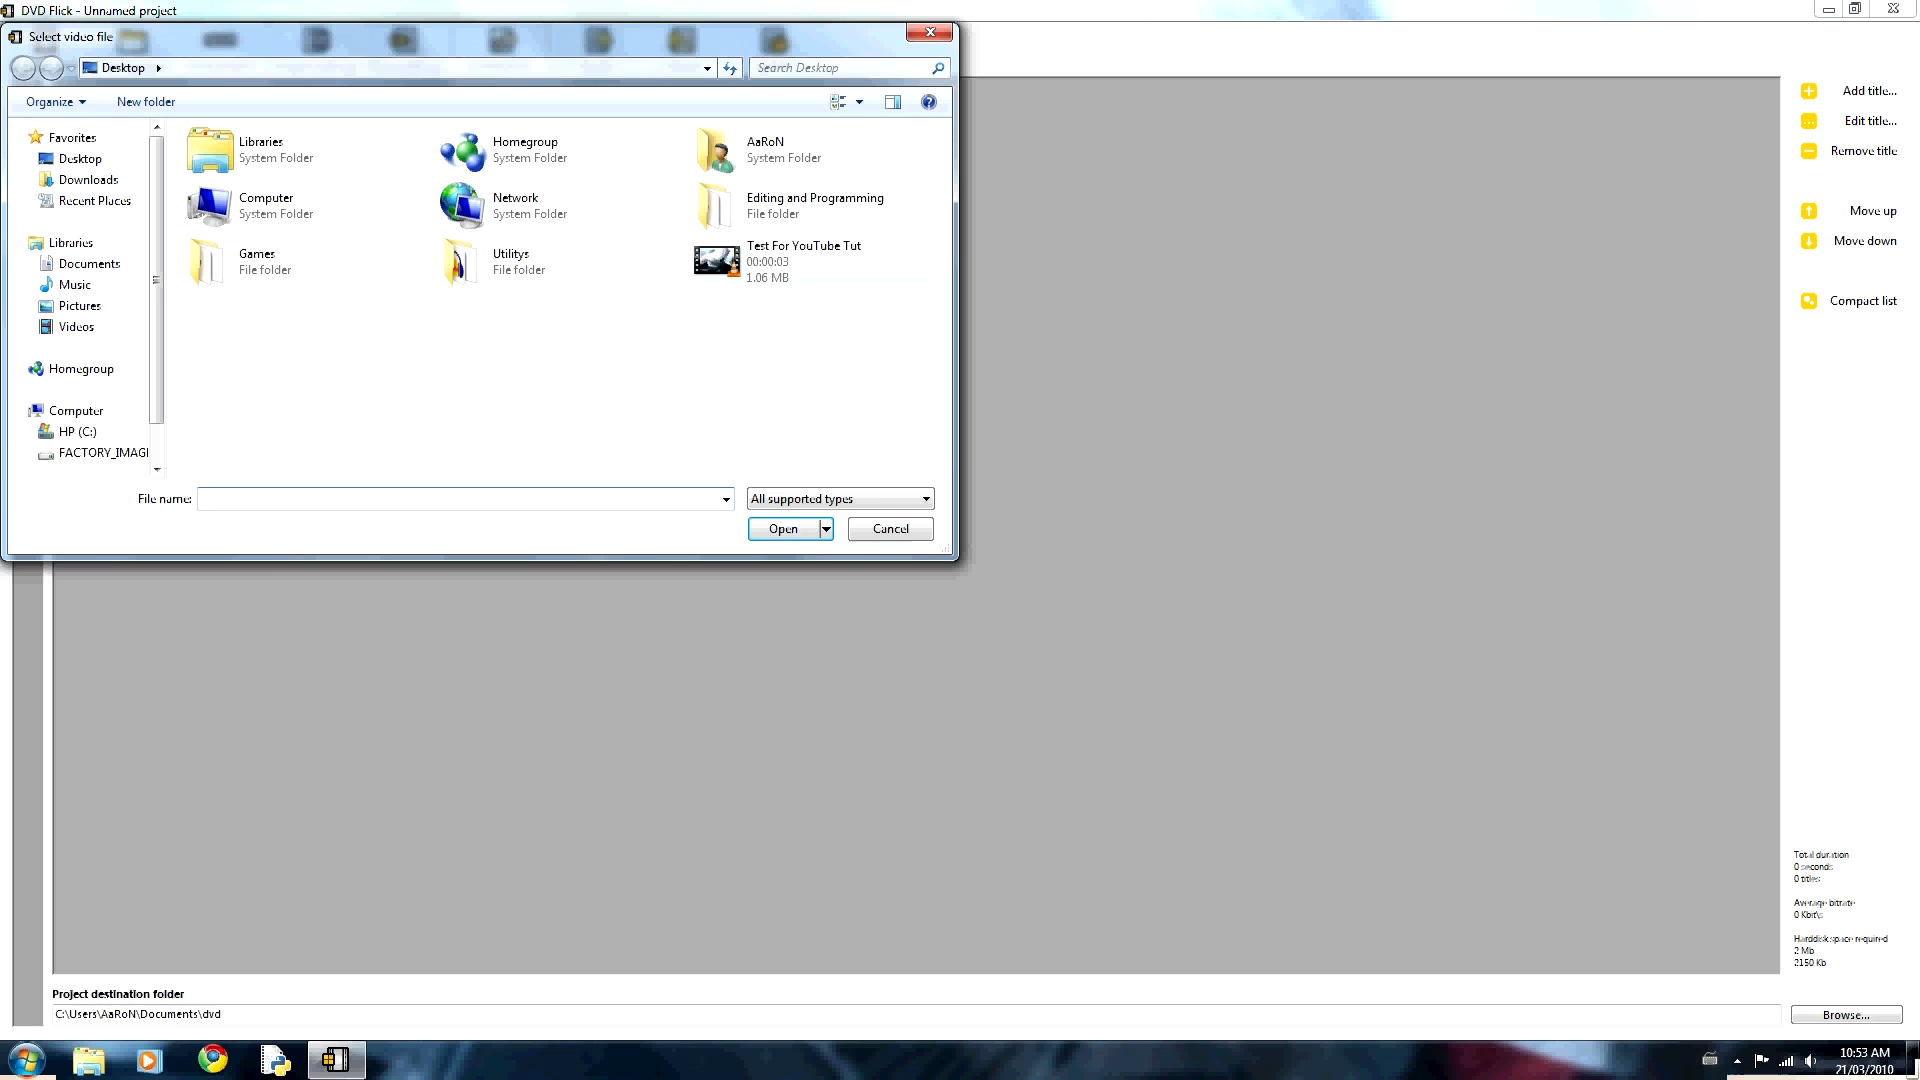 DVD Flick - Unnamed project
Select video file
Desktop
Search Desktop
Organize
New folder
Favorites
Desktop
Downloads
Recent Places
Libraries
Documents
Music
Pictures
Videos
Homegroup
Computer
HP (C:)
FACTORY_IMAGI
Libraries
System Folder
Homegroup
System Folder
AaRoN
System Folder
Computer
System Folder
Network
System Folder
Editing and Programming
File folder
Games
File folder
Utilitys
File folder
Test For YouTube Tut
00:00:03
1.06 MB
File name:
All supported types
Open
Cancel
Add title...
Edit title...
Remove title
Move up
Move down
Compact list
Total duration
0 seconds
0 titles
Average bitrate
0 Kbit\s
Harddisk space required
2 Mb
2150 Kb
Project destination folder
C:\Users\AaRoN\Documents\dvd
Browse...
10:53 AM
21/03/2010